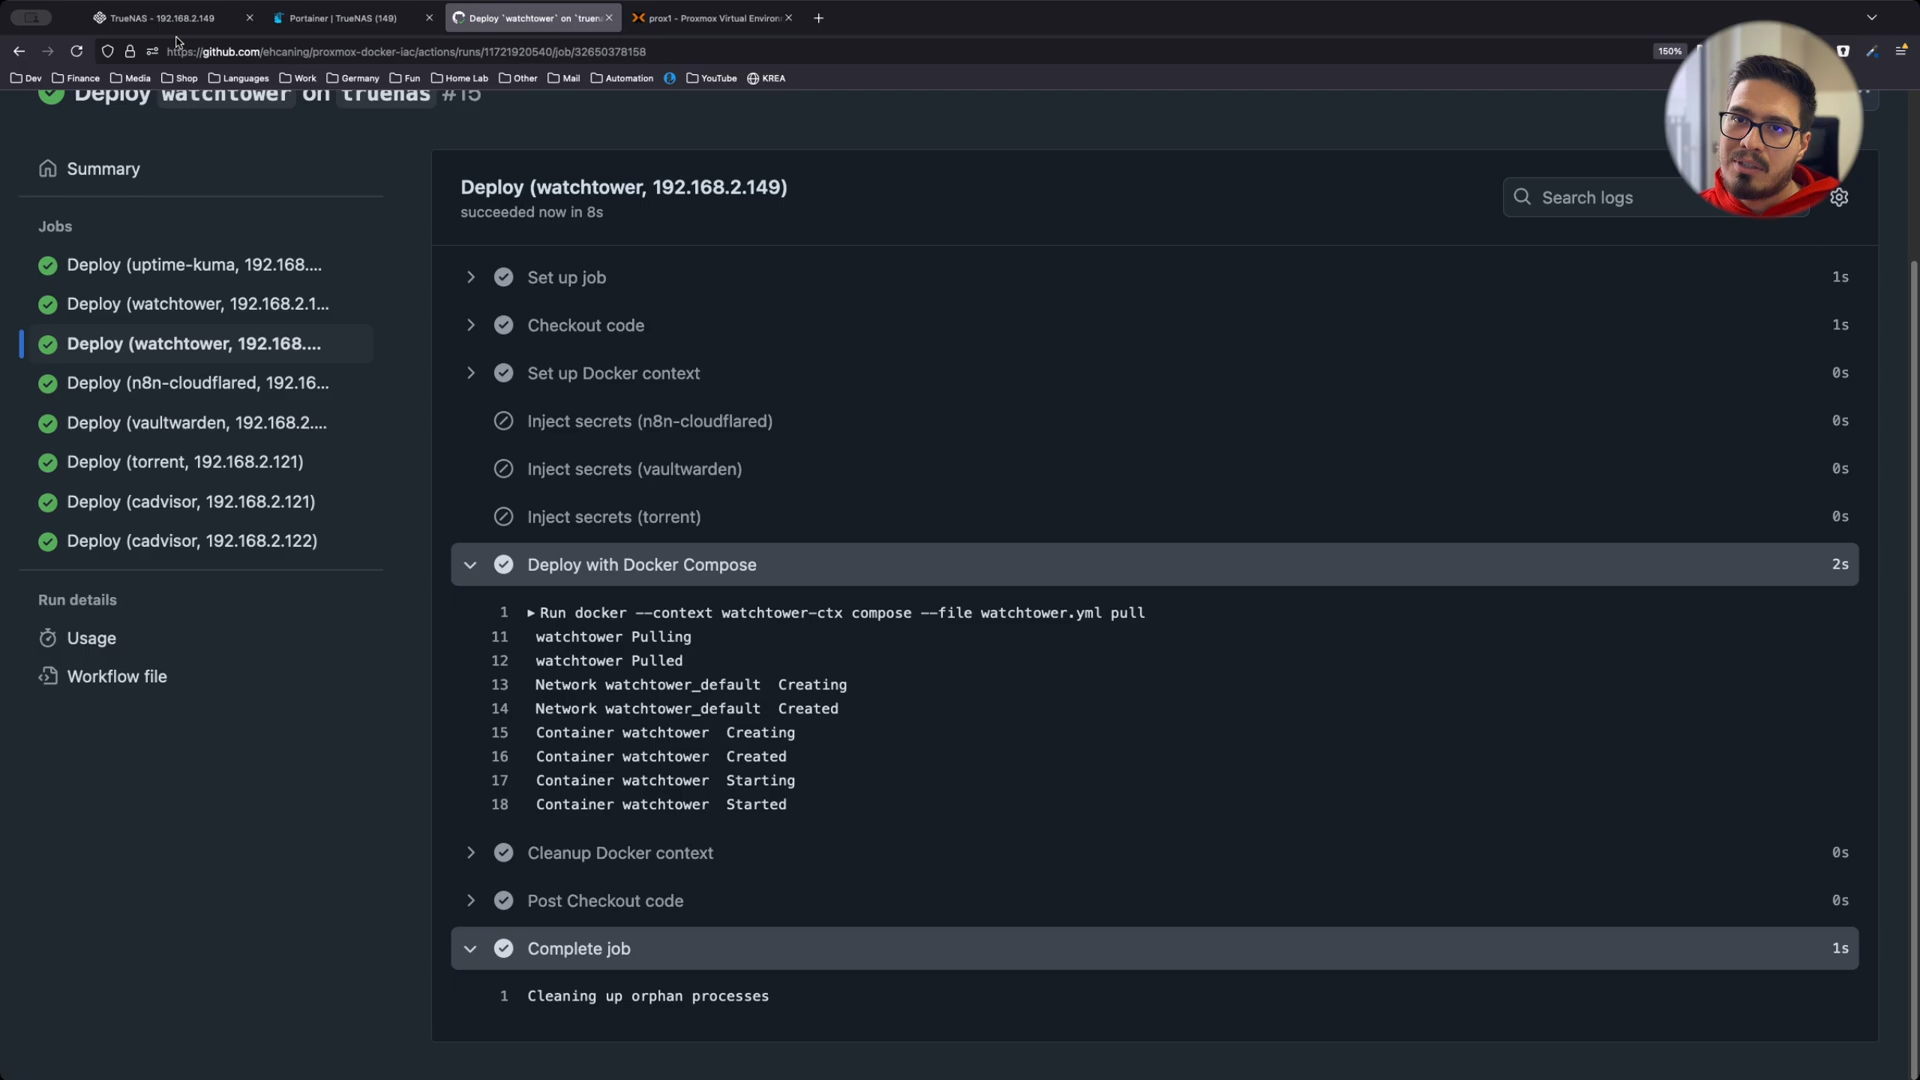 TrueNAS - 192.168.2.149
Portainer | TrueNAS (149)
Deploy `watchtower` on `truena
prox1 - Proxmox Virtual Environ
https://github.com/ehcaning/proxmox-docker-iac/actions/runs/11721920540/job/32650378158
150%
Dev
Finance
Media
Shop
Languages
Work
Germany
Fun
Home Lab
Other
Mail
Automation
YouTube
KREA
Deploy watchtower on truenas #15
Summary
Jobs
Deploy (uptime-kuma, 192.168....
Deploy (watchtower, 192.168.2.1...
Deploy (watchtower, 192.168....
Deploy (n8n-cloudflared, 192.16...
Deploy (vaultwarden, 192.168.2....
Deploy (torrent, 192.168.2.121)
Deploy (cadvisor, 192.168.2.121)
Deploy (cadvisor, 192.168.2.122)
Run details
Usage
Workflow file
Deploy (watchtower, 192.168.2.149)
succeeded now in 8s
Search logs
Set up job 1s
Checkout code 1s
Set up Docker context 0s
Inject secrets (n8n-cloudflared) 0s
Inject secrets (vaultwarden) 0s
Inject secrets (torrent) 0s
Deploy with Docker Compose 2s
1 ▸Run docker --context watchtower-ctx compose --file watchtower.yml pull
11 watchtower Pulling
12 watchtower Pulled
13 Network watchtower_default Creating
14 Network watchtower_default Created
15 Container watchtower Creating
16 Container watchtower Created
17 Container watchtower Starting
18 Container watchtower Started
Cleanup Docker context 0s
Post Checkout code 0s
Complete job 1s
1 Cleaning up orphan processes